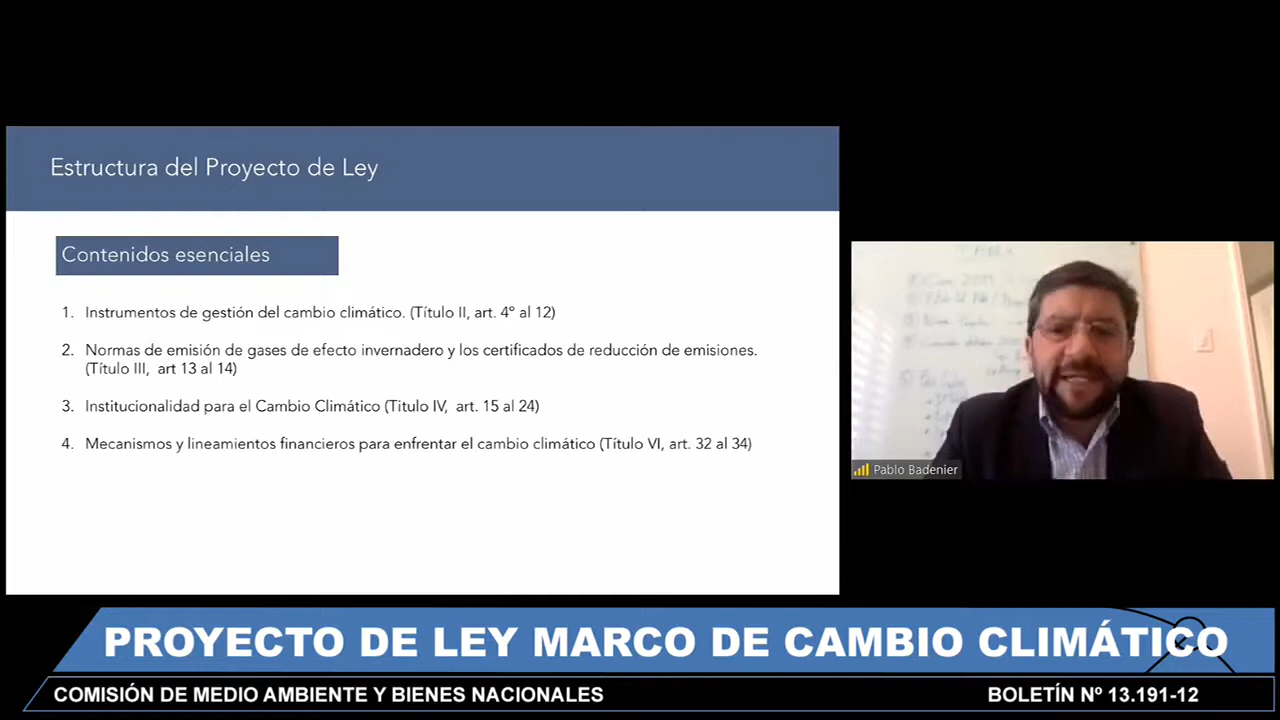 Estructura del Proyecto de Ley
Contenidos esenciales
1. Instrumentos de gestión del cambio climático. (Título II, art. 4º al 12)
2. Normas de emisión de gases de efecto invernadero y los certificados de reducción de emisiones.
(Título III, art 13 al 14)
3. Institucionalidad para el Cambio Climático (Titulo IV, art. 15 al 24)
4. Mecanismos y lineamientos financieros para enfrentar el cambio climático (Título VI, art. 32 al 34)
Pablo Badenier
PROYECTO DE LEY MARCO DE CAMBIO CLIMÁTICO
COMISIÓN DE MEDIO AMBIENTE Y BIENES NACIONALES
BOLETÍN Nº 13.191-12